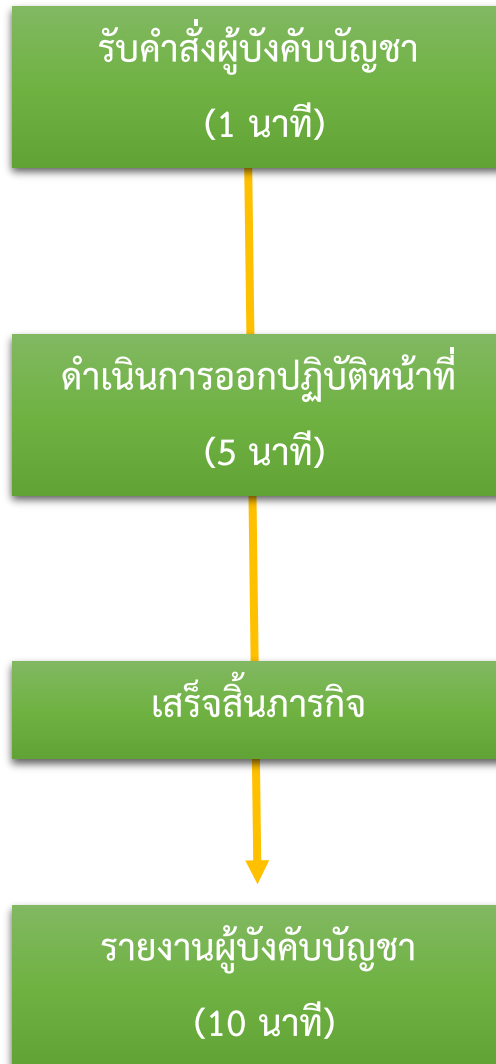 รับคำสั่งผู้บังคับบัญชา
(1 นาที)
ดำเนินการออกปฏิบัติหน้าที่
(5 นาที)
เสร็จสิ้นภารกิจ
รายงานผู้บังคับบัญชา
(10 นาที)